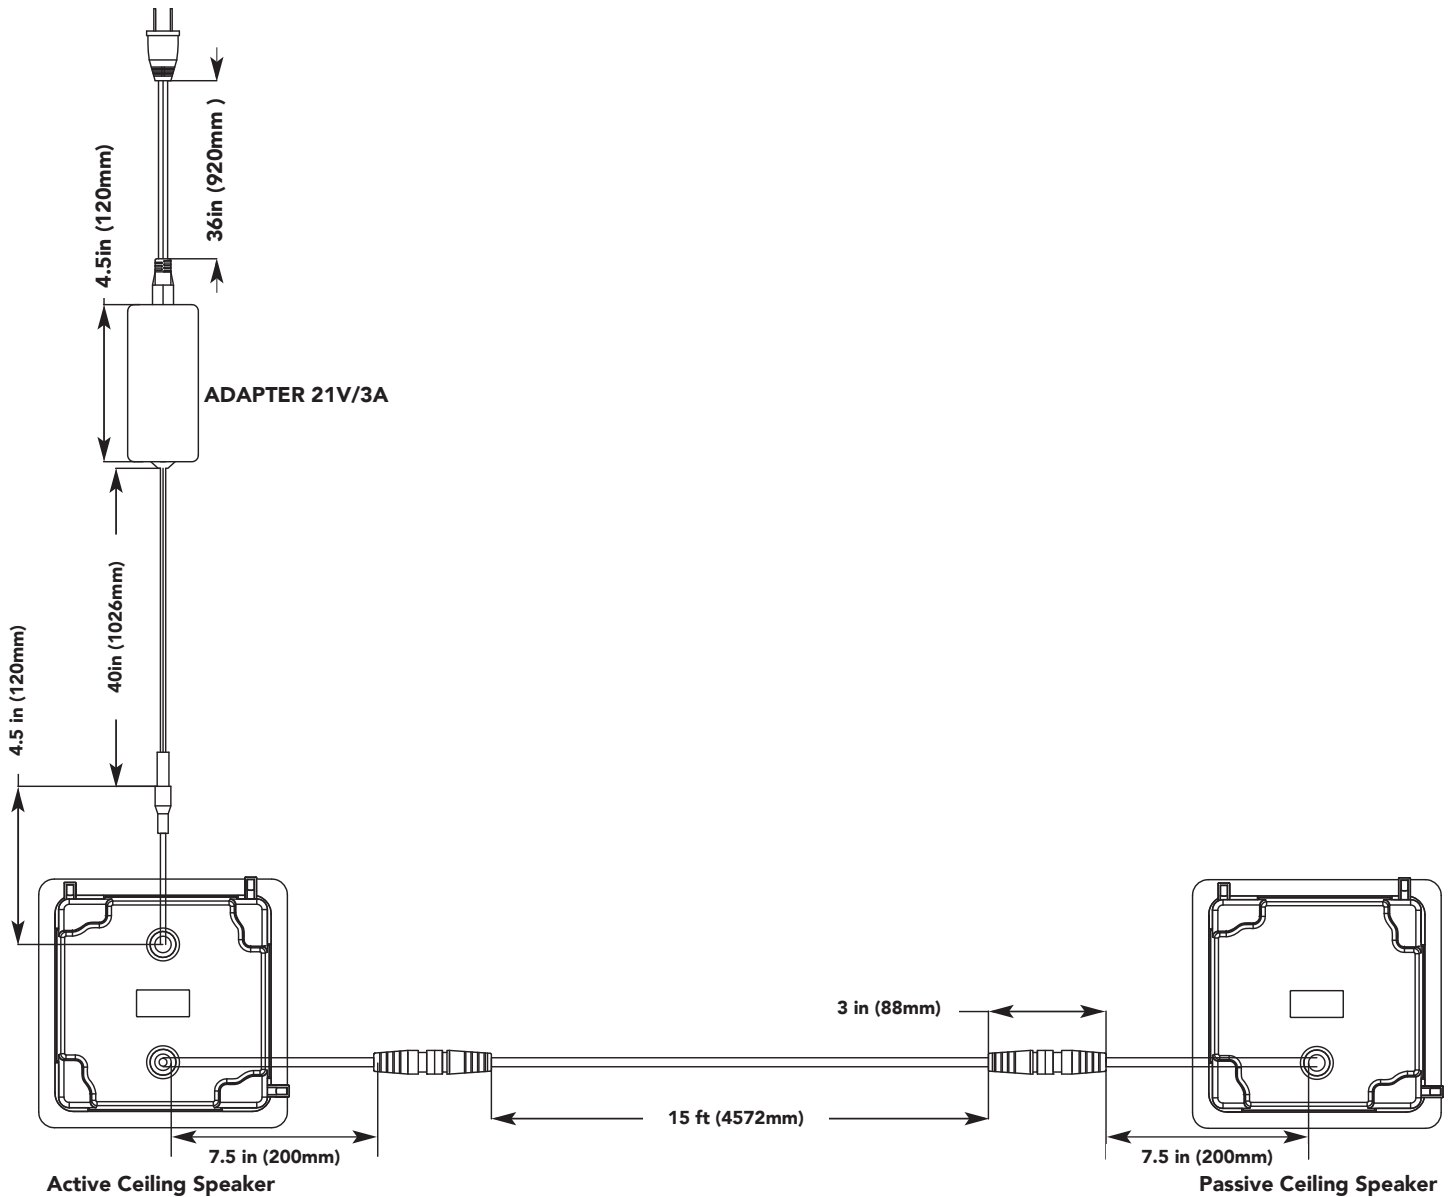 36in (920mm )
4.5in (120mm)
ADAPTER 21V/3A
40in (1026mm)
4.5 in (120mm)
3 in (88mm)
15 ft (4572mm)
7.5 in (200mm)
7.5 in (200mm)
Active Ceiling Speaker
Passive Ceiling Speaker